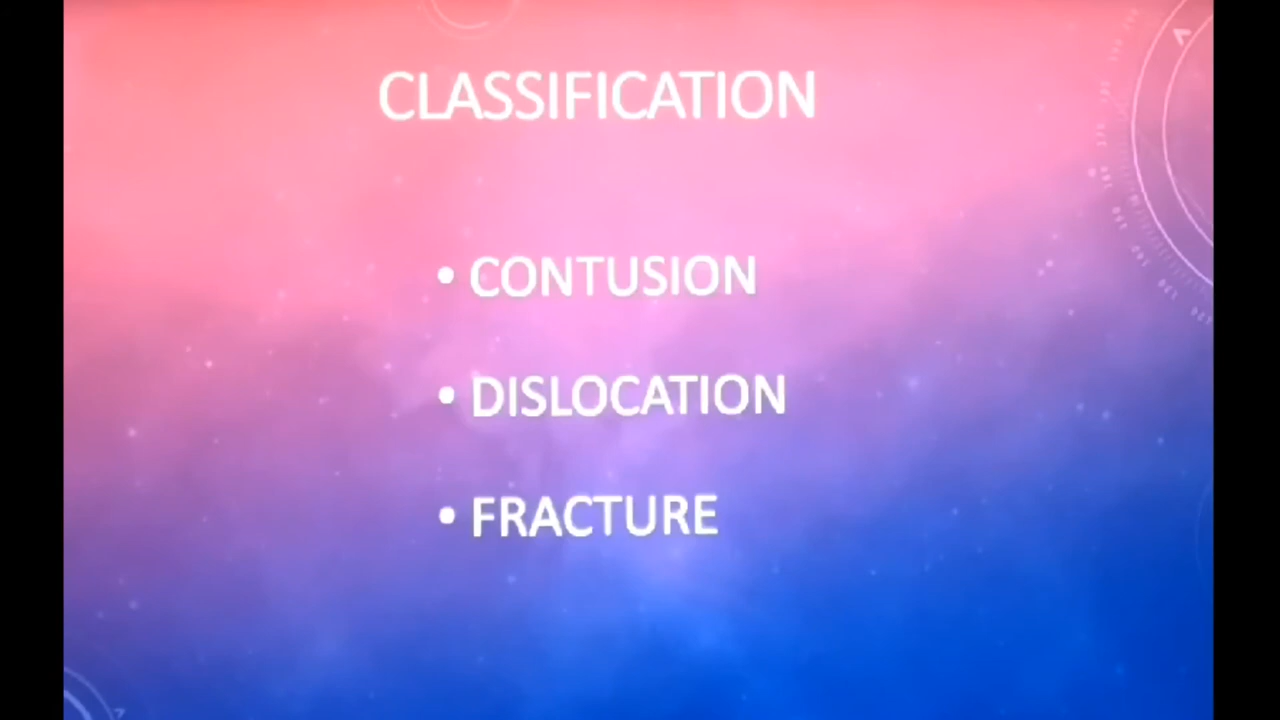 CLASSIFICATION
• CONTUSION
• DISLOCATION
• FRACTURE